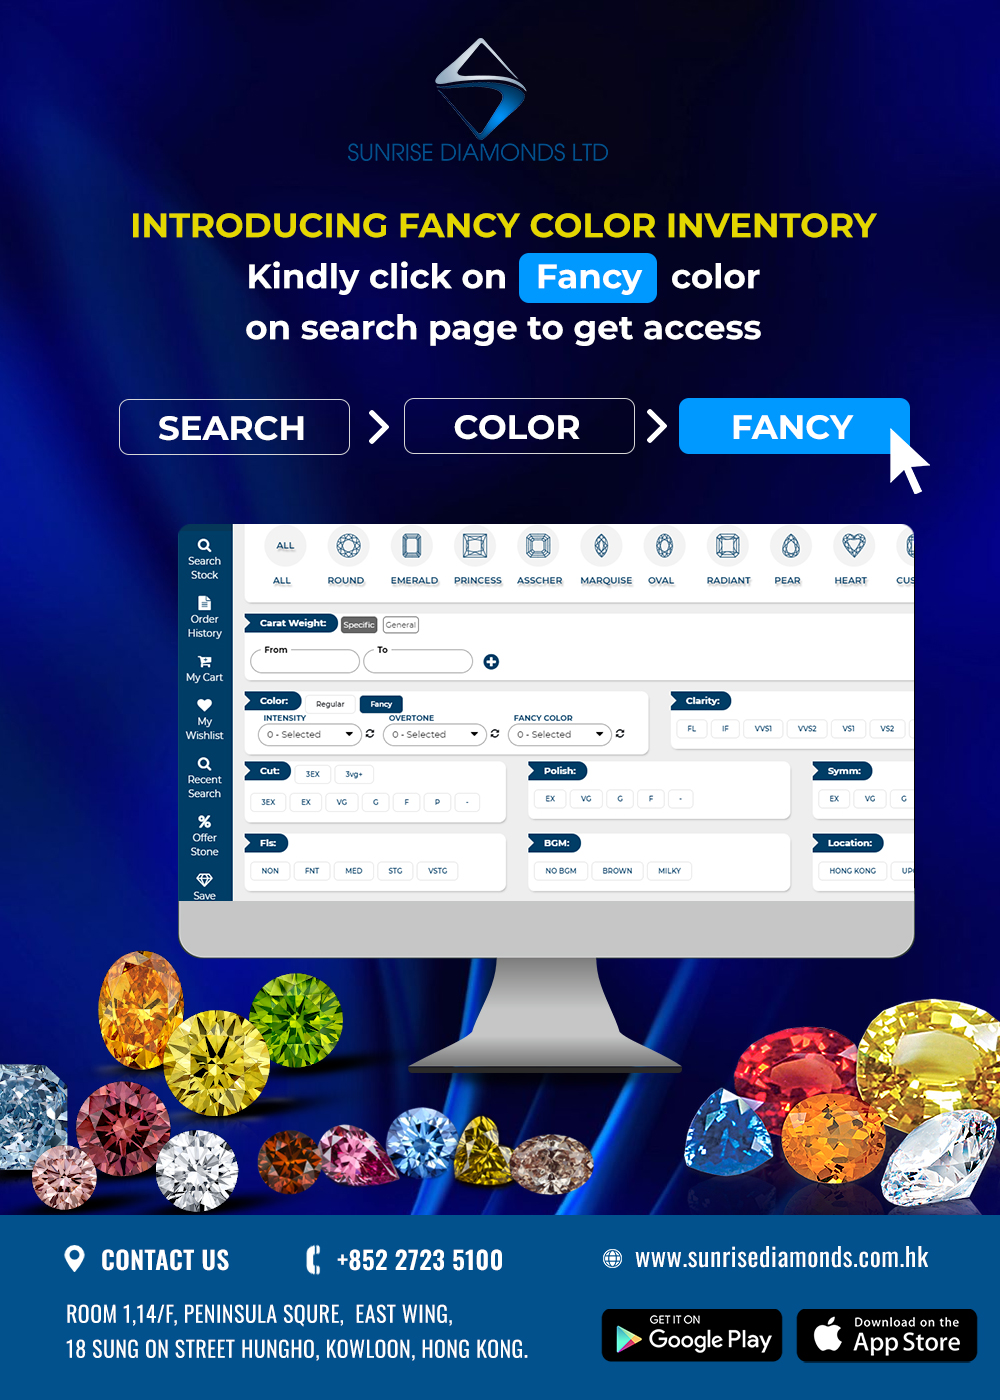 SUNRISE DIAMONDS LTD
INTRODUCING FANCY COLOR INVENTORY
Kindly click on Fancy color
on search page to get access
SEARCH COLOR FANCY
Search
Stock
Order
History
My Cart
My
Wishlist
Recent
Search
Offer
Stone
Save
ALL
ALL ROUND EMERALD PRINCESS ASSCHER MARQUISE OVAL RADIANT PEAR HEART CUS
Carat Weight: Specific General
From To
Color: Regular Fancy
INTENSITY OVERTONE FANCY COLOR
0 - Selected 0 - Selected 0 - Selected
Clarity:
FL IF VVS1 VVS2 VS1 VS2
Cut: 3EX 3vg+
3EX EX VG G F P -
Polish:
EX VG G F -
Symm:
EX VG G
Fls:
NON FNT MED STG VSTG
BGM:
NO BGM BROWN MILKY
Location:
HONG KONG UP
CONTACT US +852 2723 5100 www.sunrisediamonds.com.hk
ROOM 1,14/F, PENINSULA SQURE, EAST WING,
18 SUNG ON STREET HUNGHO, KOWLOON, HONG KONG.
GET IT ON
Google Play
Download on the
App Store